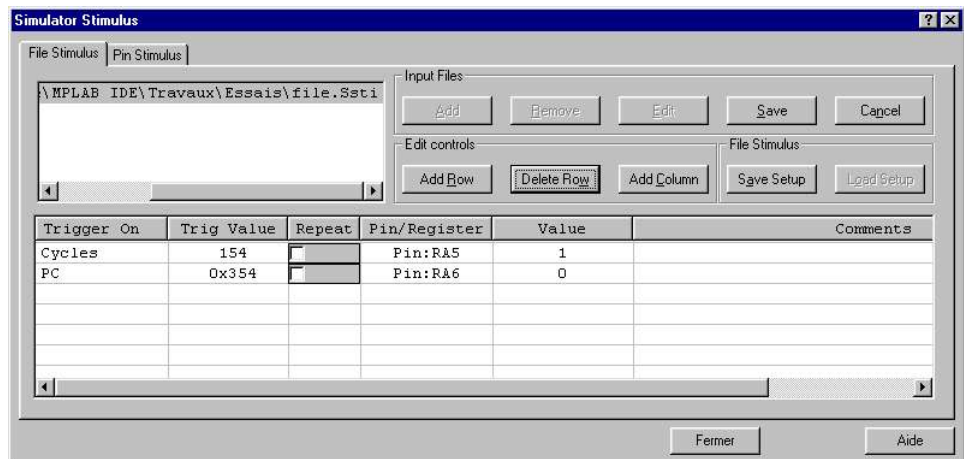 Simulator Stimulus
File Stimulus
Pin Stimulus
:\MPLAB IDE\Travaux\Essais\file.Ssti
Input Files
Add
Remove
Edit
Save
Cancel
Edit controls
Add Row
Delete Row
Add Column
File Stimulus
Save Setup
Load Setup
Trigger On Trig Value Repeat Pin/Register Value Comments
Cycles 154 Pin:RA5 1
PC 0x354 Pin:RA6 0
Fermer
Aide